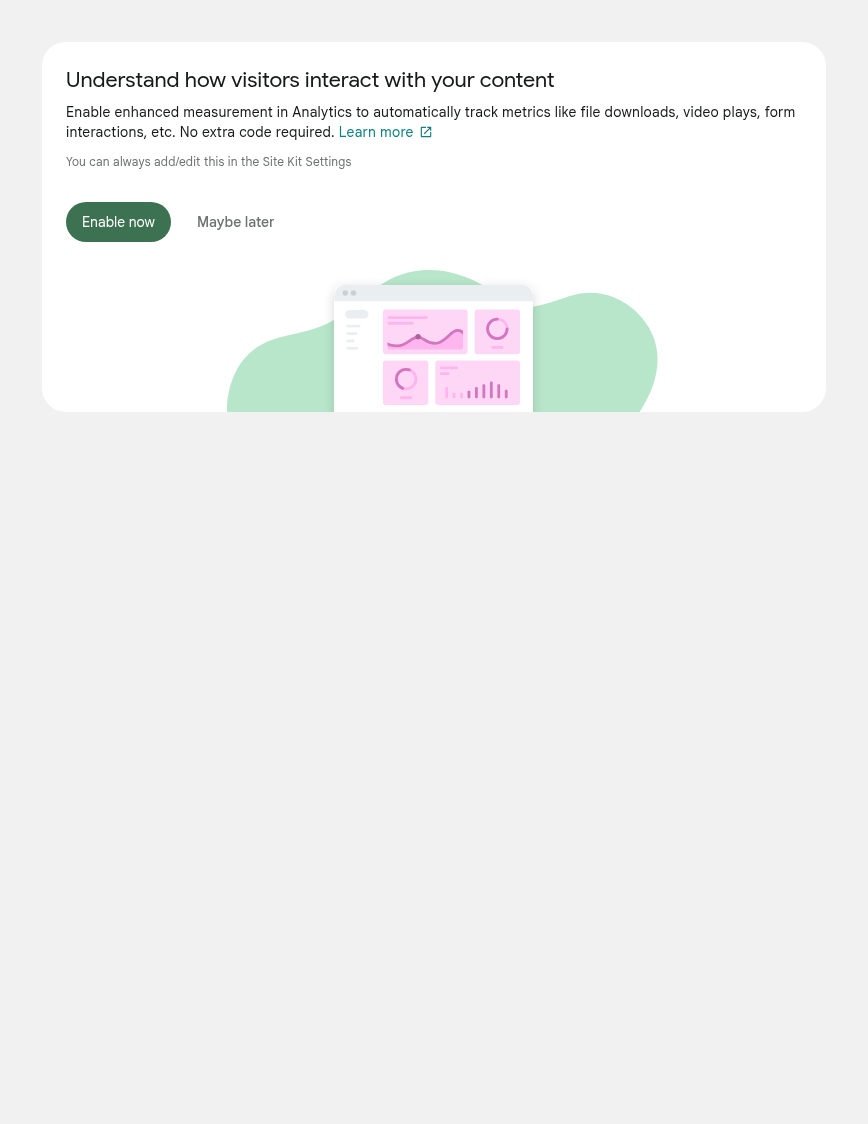 Understand how visitors interact with your content
Enable enhanced measurement in Analytics to automatically track metrics like file downloads, video plays, form
interactions, etc. No extra code required. Learn more
You can always add/edit this in the Site Kit Settings
Enable now
Maybe later